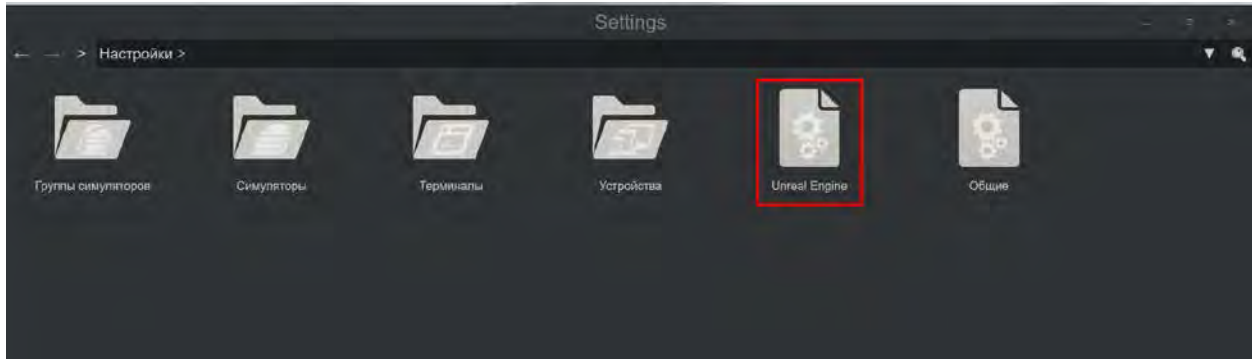 Settings
> Настройки >
Группы симуляторов
Симуляторы
Терминалы
Устройства
Unreal Engine
Общие